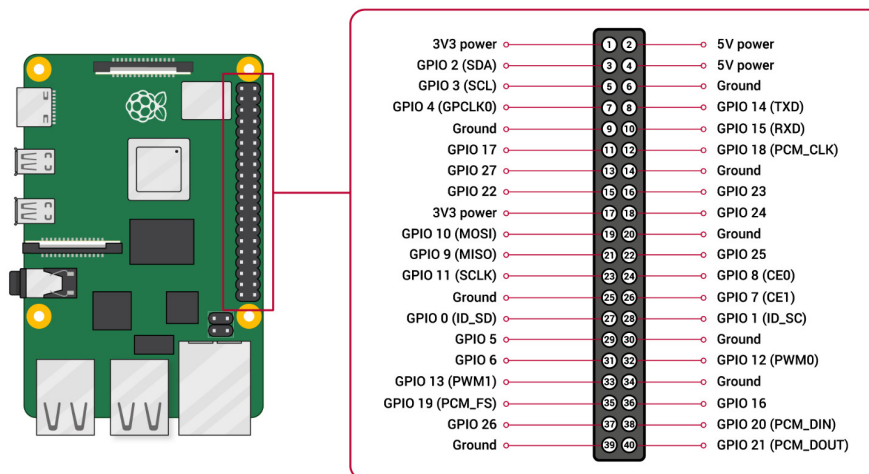 3V3 power 1 2 5V power
GPIO 2 (SDA) 3 4 5V power
GPIO 3 (SCL) 5 6 Ground
GPIO 4 (GPCLK0) 7 8 GPIO 14 (TXD)
Ground 9 10 GPIO 15 (RXD)
GPIO 17 11 12 GPIO 18 (PCM_CLK)
GPIO 27 13 14 Ground
GPIO 22 15 16 GPIO 23
3V3 power 17 18 GPIO 24
GPIO 10 (MOSI) 19 20 Ground
GPIO 9 (MISO) 21 22 GPIO 25
GPIO 11 (SCLK) 23 24 GPIO 8 (CE0)
Ground 25 26 GPIO 7 (CE1)
GPIO 0 (ID_SD) 27 28 GPIO 1 (ID_SC)
GPIO 5 29 30 Ground
GPIO 6 31 32 GPIO 12 (PWM0)
GPIO 13 (PWM1) 33 34 Ground
GPIO 19 (PCM_FS) 35 36 GPIO 16
GPIO 26 37 38 GPIO 20 (PCM_DIN)
Ground 39 40 GPIO 21 (PCM_DOUT)